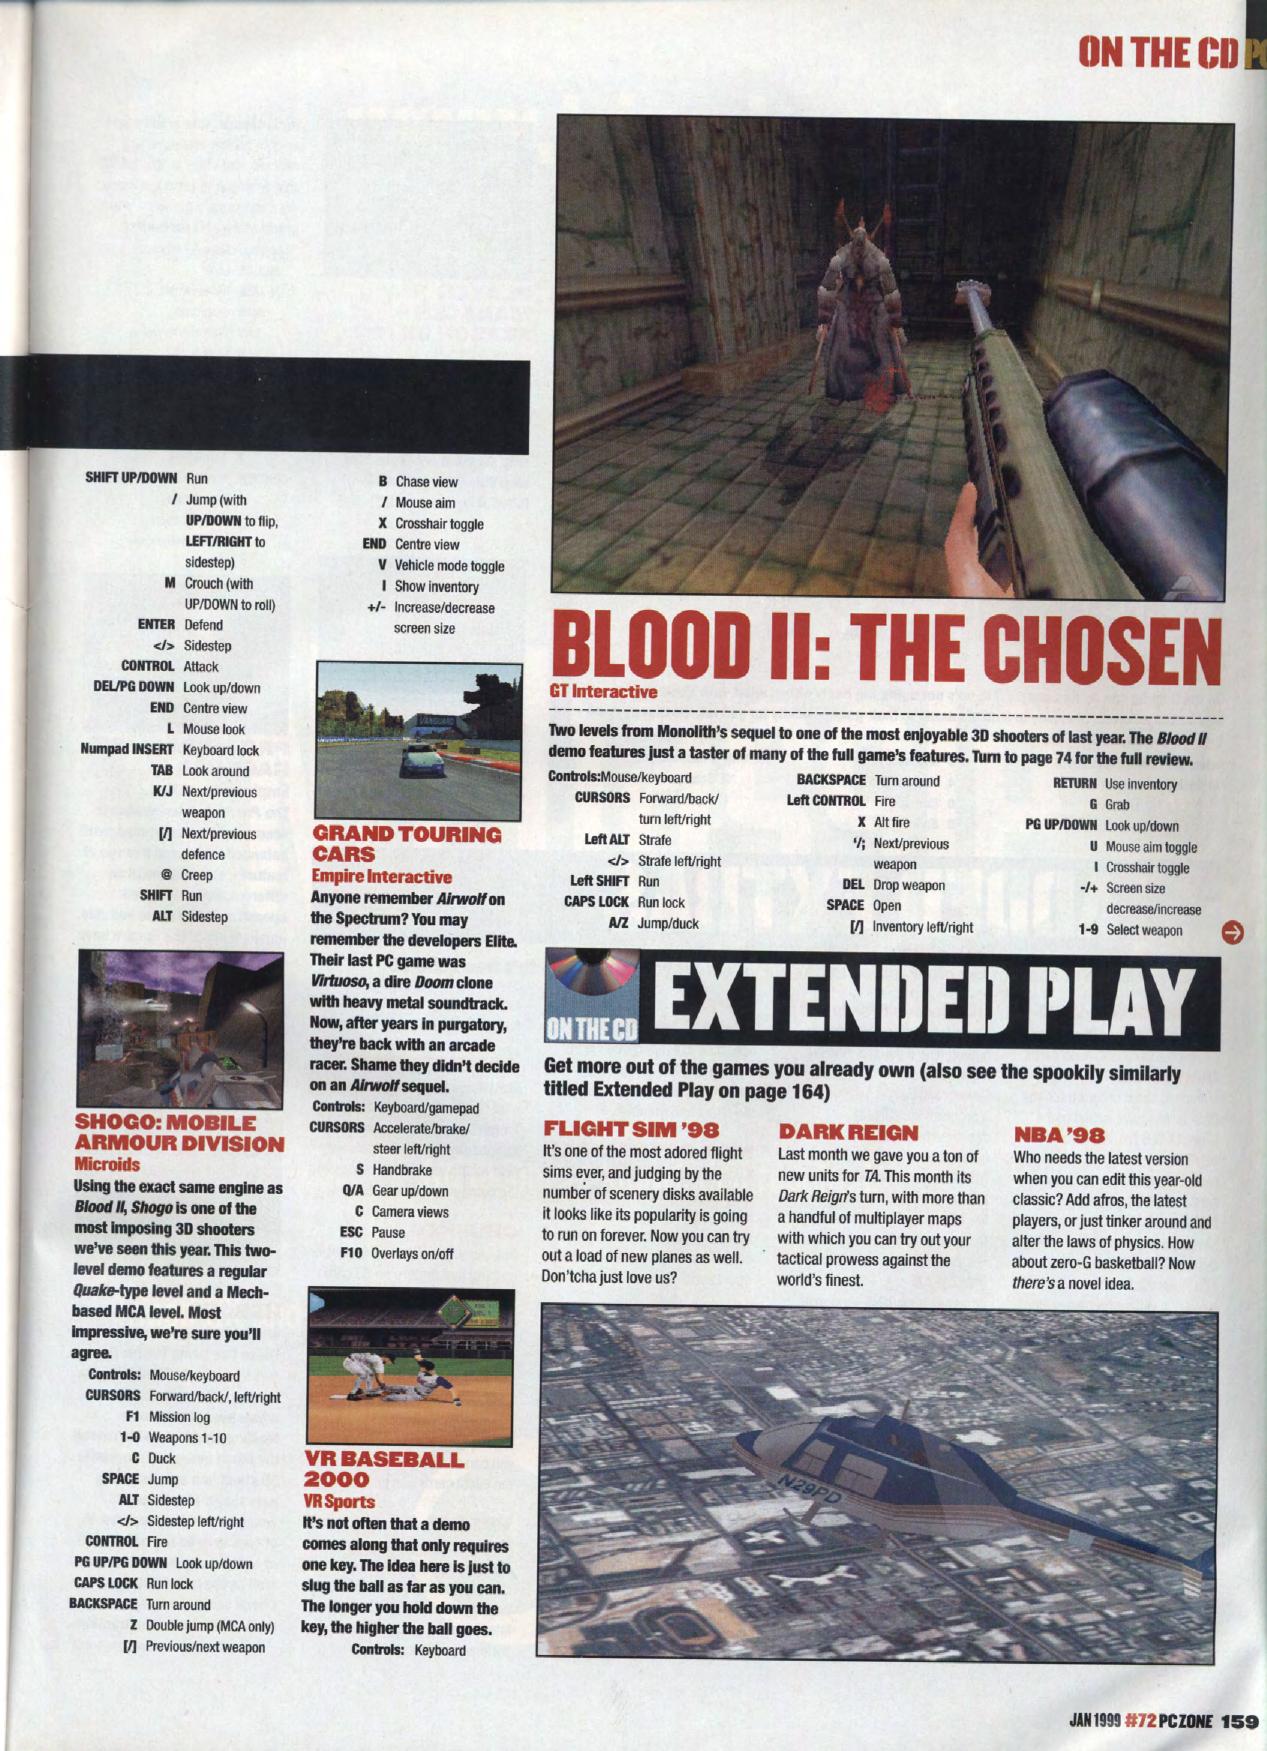 ON THE CD
SHIFT UP/DOWN Run
/ Jump (with
UP/DOWN to flip,
LEFT/RIGHT to
sidestep)
M Crouch (with
UP/DOWN to roll)
ENTER Defend
</> Sidestep
CONTROL Attack
DEL/PG DOWN Look up/down
END Centre view
L Mouse look
Numpad INSERT Keyboard lock
TAB Look around
K/J Next/previous
weapon
[/] Next/previous
defence
@ Creep
SHIFT Run
ALT Sidestep
SHOGO: MOBILE
ARMOUR DIVISION
Microids
Using the exact same engine as
Blood II, Shogo is one of the
most imposing 3D shooters
we've seen this year. This two-
level demo features a regular
Quake-type level and a Mech-
based MCA level. Most
impressive, we're sure you'll
agree.
Controls: Mouse/keyboard
CURSORS Forward/back/, left/right
F1 Mission log
1-0 Weapons 1-10
C Duck
SPACE Jump
ALT Sidestep
</> Sidestep left/right
CONTROL Fire
PG UP/PG DOWN Look up/down
CAPS LOCK Run lock
BACKSPACE Turn around
Z Double jump (MCA only)
[/] Previous/next weapon
B Chase view
/ Mouse aim
X Crosshair toggle
END Centre view
V Vehicle mode toggle
I Show inventory
+/- Increase/decrease
screen size
VANGUARD
GRAND TOURING
CARS
Empire Interactive
Anyone remember Airwolf on
the Spectrum? You may
remember the developers Elite.
Their last PC game was
Virtuoso, a dire Doom clone
with heavy metal soundtrack.
Now, after years in purgatory,
they're back with an arcade
racer. Shame they didn't decide
on an Airwolf sequel.
Controls: Keyboard/gamepad
CURSORS Accelerate/brake/
steer left/right
S Handbrake
Q/A Gear up/down
C Camera views
ESC Pause
F10 Overlays on/off
VR BASEBALL
2000
VR Sports
It's not often that a demo
comes along that only requires
one key. The idea here is just to
slug the ball as far as you can.
The longer you hold down the
key, the higher the ball goes.
Controls: Keyboard
BLOOD II: THE CHOSEN
GT Interactive
Two levels from Monolith's sequel to one of the most enjoyable 3D shooters of last year. The Blood II
demo features just a taster of many of the full game's features. Turn to page 74 for the full review.
Controls:Mouse/keyboard
CURSORS Forward/back/
turn left/right
Left ALT Strafe
</> Strafe left/right
Left SHIFT Run
CAPS LOCK Run lock
A/Z Jump/duck
BACKSPACE Turn around
Left CONTROL Fire
X Alt fire
'/; Next/previous
weapon
DEL Drop weapon
SPACE Open
[/] Inventory left/right
RETURN Use inventory
G Grab
PG UP/DOWN Look up/down
U Mouse aim toggle
I Crosshair toggle
-/+ Screen size
decrease/increase
1-9 Select weapon
ON THE CD
EXTENDED PLAY
Get more out of the games you already own (also see the spookily similarly
titled Extended Play on page 164)
FLIGHT SIM '98
It's one of the most adored flight
sims ever, and judging by the
number of scenery disks available
it looks like its popularity is going
to run on forever. Now you can try
out a load of new planes as well.
Don'tcha just love us?
DARK REIGN
Last month we gave you a ton of
new units for TA. This month its
Dark Reign's turn, with more than
a handful of multiplayer maps
with which you can try out your
tactical prowess against the
world's finest.
NBA '98
Who needs the latest version
when you can edit this year-old
classic? Add afros, the latest
players, or just tinker around and
alter the laws of physics. How
about zero-G basketball? Now
there's a novel idea.
N29PD
JAN 1999 #72 PC ZONE 159